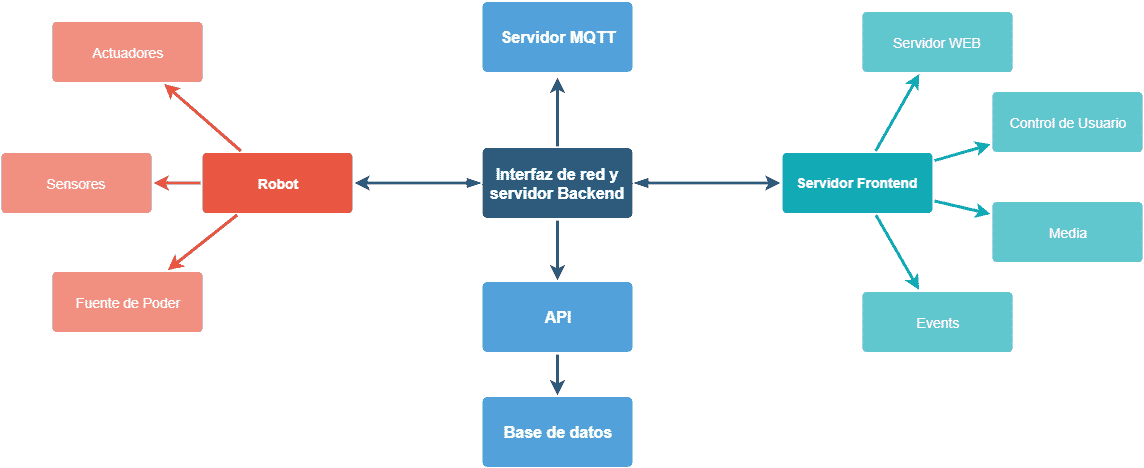 Servidor MQTT
Servidor WEB
Actuadores
Control de Usuario
Sensores
Robot
Interfaz de red y
servidor Backend
Servidor Frontend
Media
Fuente de Poder
API
Events
Base de datos